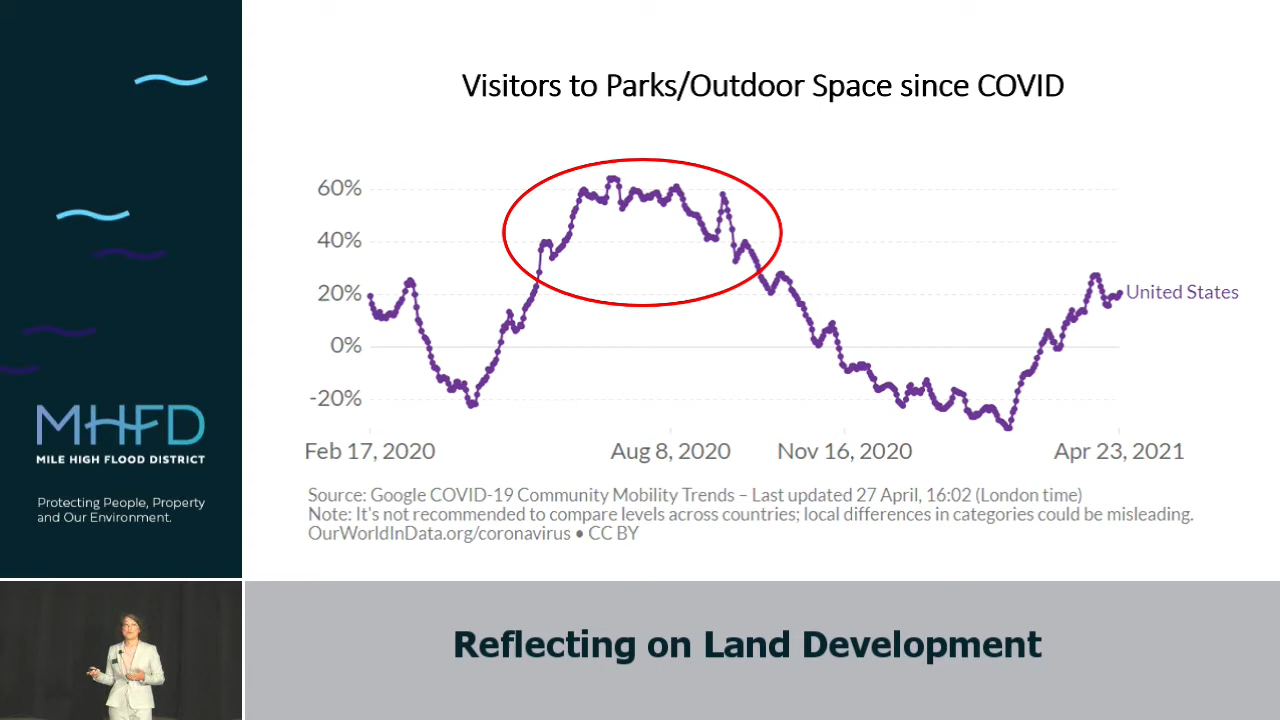 Visitors to Parks/Outdoor Space since COVID
60%
40%
20%
0%
-20%
United States
Feb 17, 2020
Aug 8, 2020
Nov 16, 2020
Apr 23, 2021
Source: Google COVID-19 Community Mobility Trends – Last updated 27 April, 16:02 (London time)
Note: It's not recommended to compare levels across countries; local differences in categories could be misleading.
OurWorldInData.org/coronavirus • CC BY
MHFD
MILE HIGH FLOOD DISTRICT
Protecting People, Property
and Our Environment.
Reflecting on Land Development